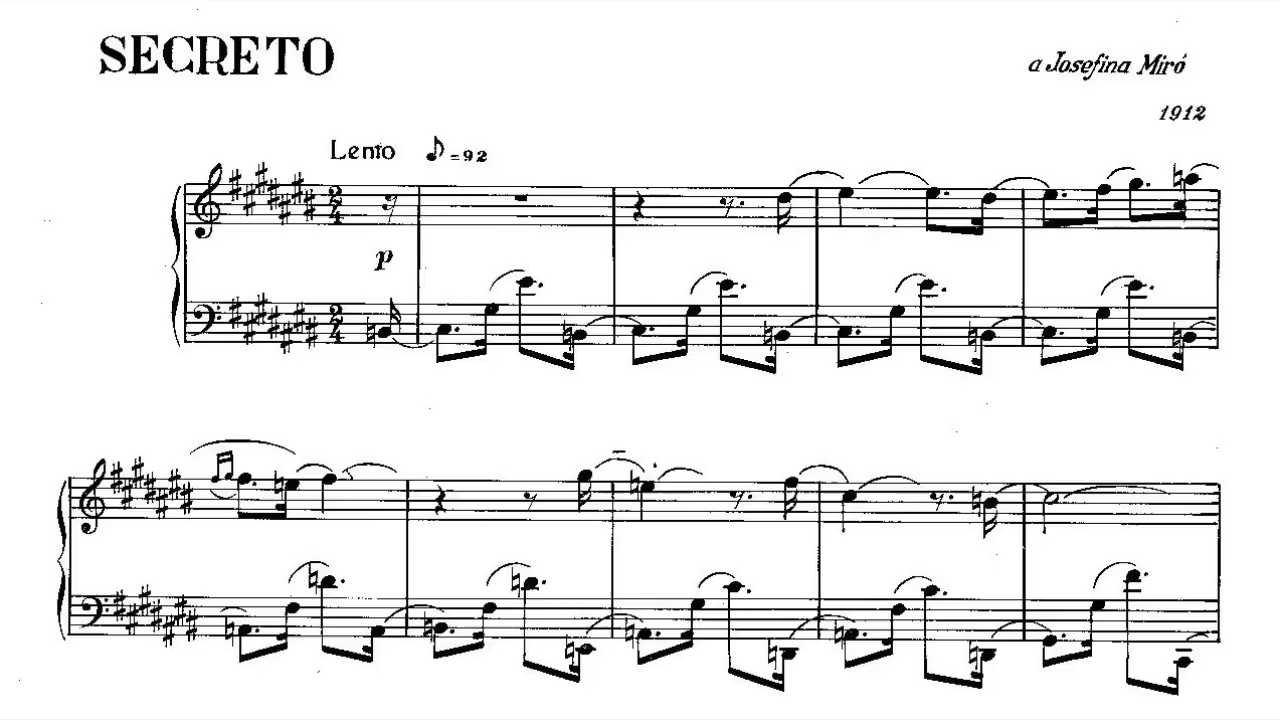 SECRETO
a Josefina Miró
1912
Lento ♪=92
p